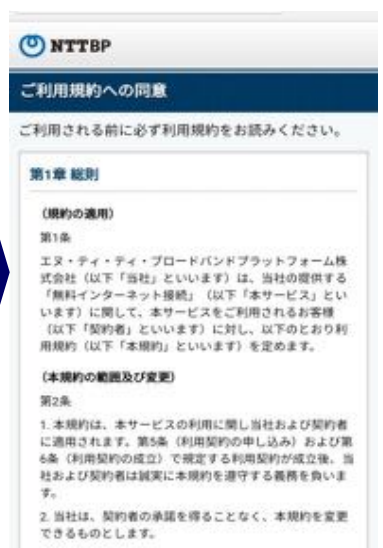 NTTBP
ご利用規約への同意
ご利用される前に必ず利用規約をお読みください。
第1章 総則
（規約の適用）
第1条
エヌ・ティ・ティ・ブロードバンドプラットフォーム株
式会社（以下「当社」といいます）は、当社の提供する
「無料インターネット接続」（以下「本サービス」とい
います）に関して、本サービスをご利用されるお客様
（以下「契約者」といいます）に対し、以下のとおり利
用規約（以下「本規約」といいます）を定めます。
（本規約の範囲及び変更）
第2条
1. 本規約は、本サービスの利用に関し当社および契約者
に適用されます。第5条（利用契約の申し込み）および第
6条（利用契約の成立）で規定する利用契約が成立後、当
社および契約者は誠実に本規約を遵守する義務を負いま
す。
2. 当社は、契約者の承諾を得ることなく、本規約を変更
できるものとします。